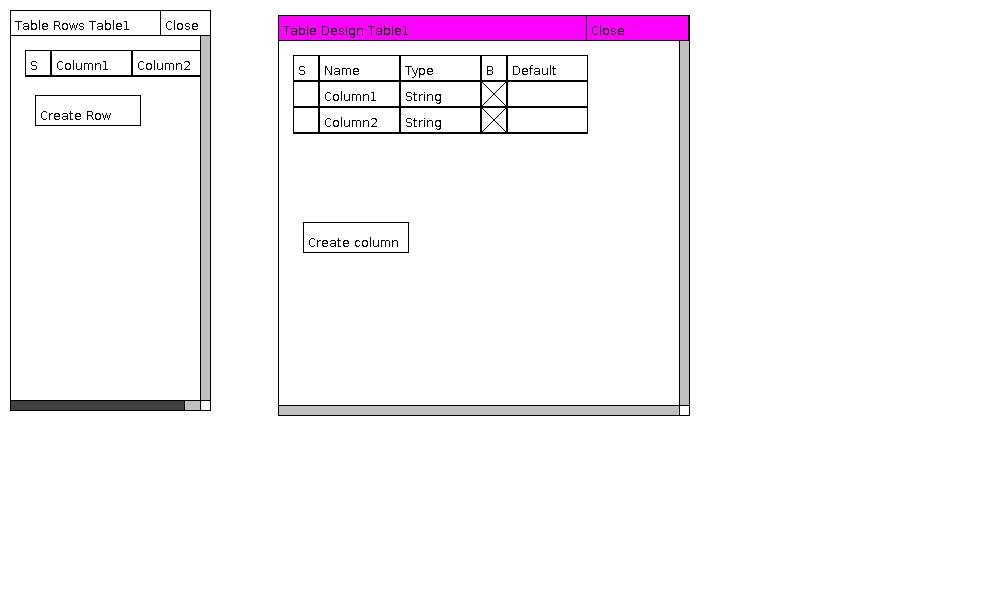 Table Rows Table1 Close
S Column1 Column2
Create Row
Table Design Table1 Close
S Name Type B Default
Column1 String
Column2 String
Create column